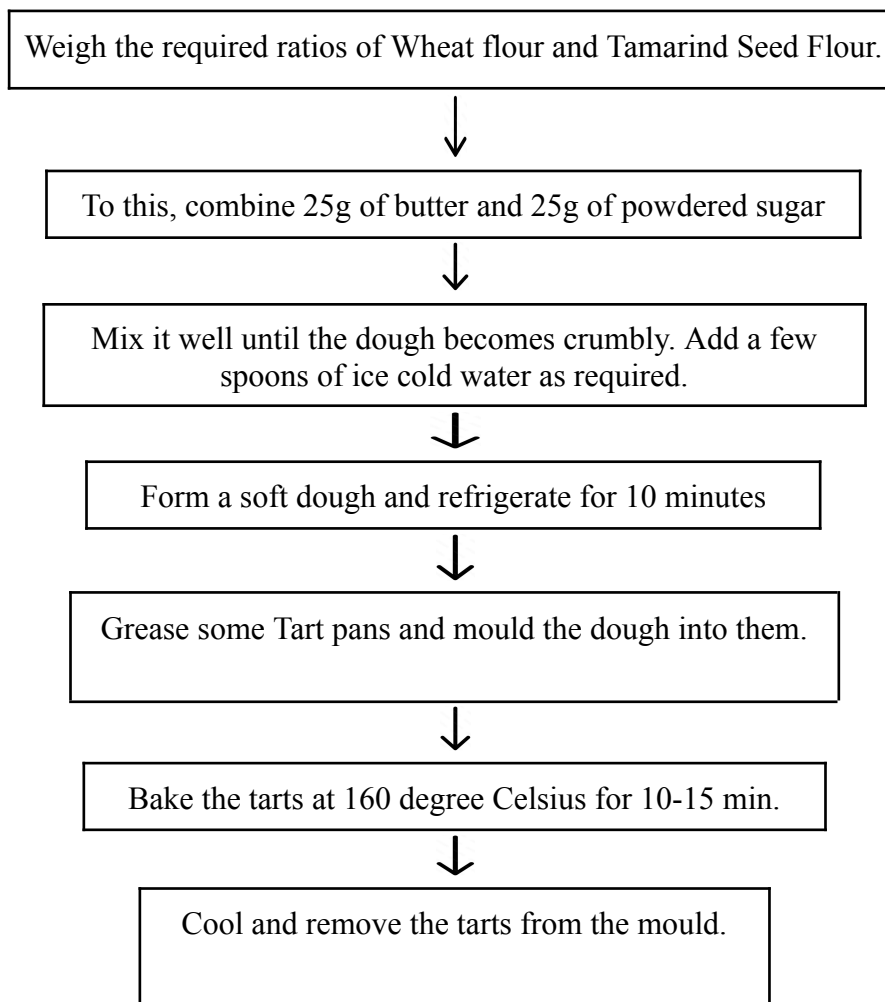 Weigh the required ratios of Wheat flour and Tamarind Seed Flour.
To this, combine 25g of butter and 25g of powdered sugar
Mix it well until the dough becomes crumbly. Add a few
spoons of ice cold water as required.
Form a soft dough and refrigerate for 10 minutes
Grease some Tart pans and mould the dough into them.
Bake the tarts at 160 degree Celsius for 10-15 min.
Cool and remove the tarts from the mould.